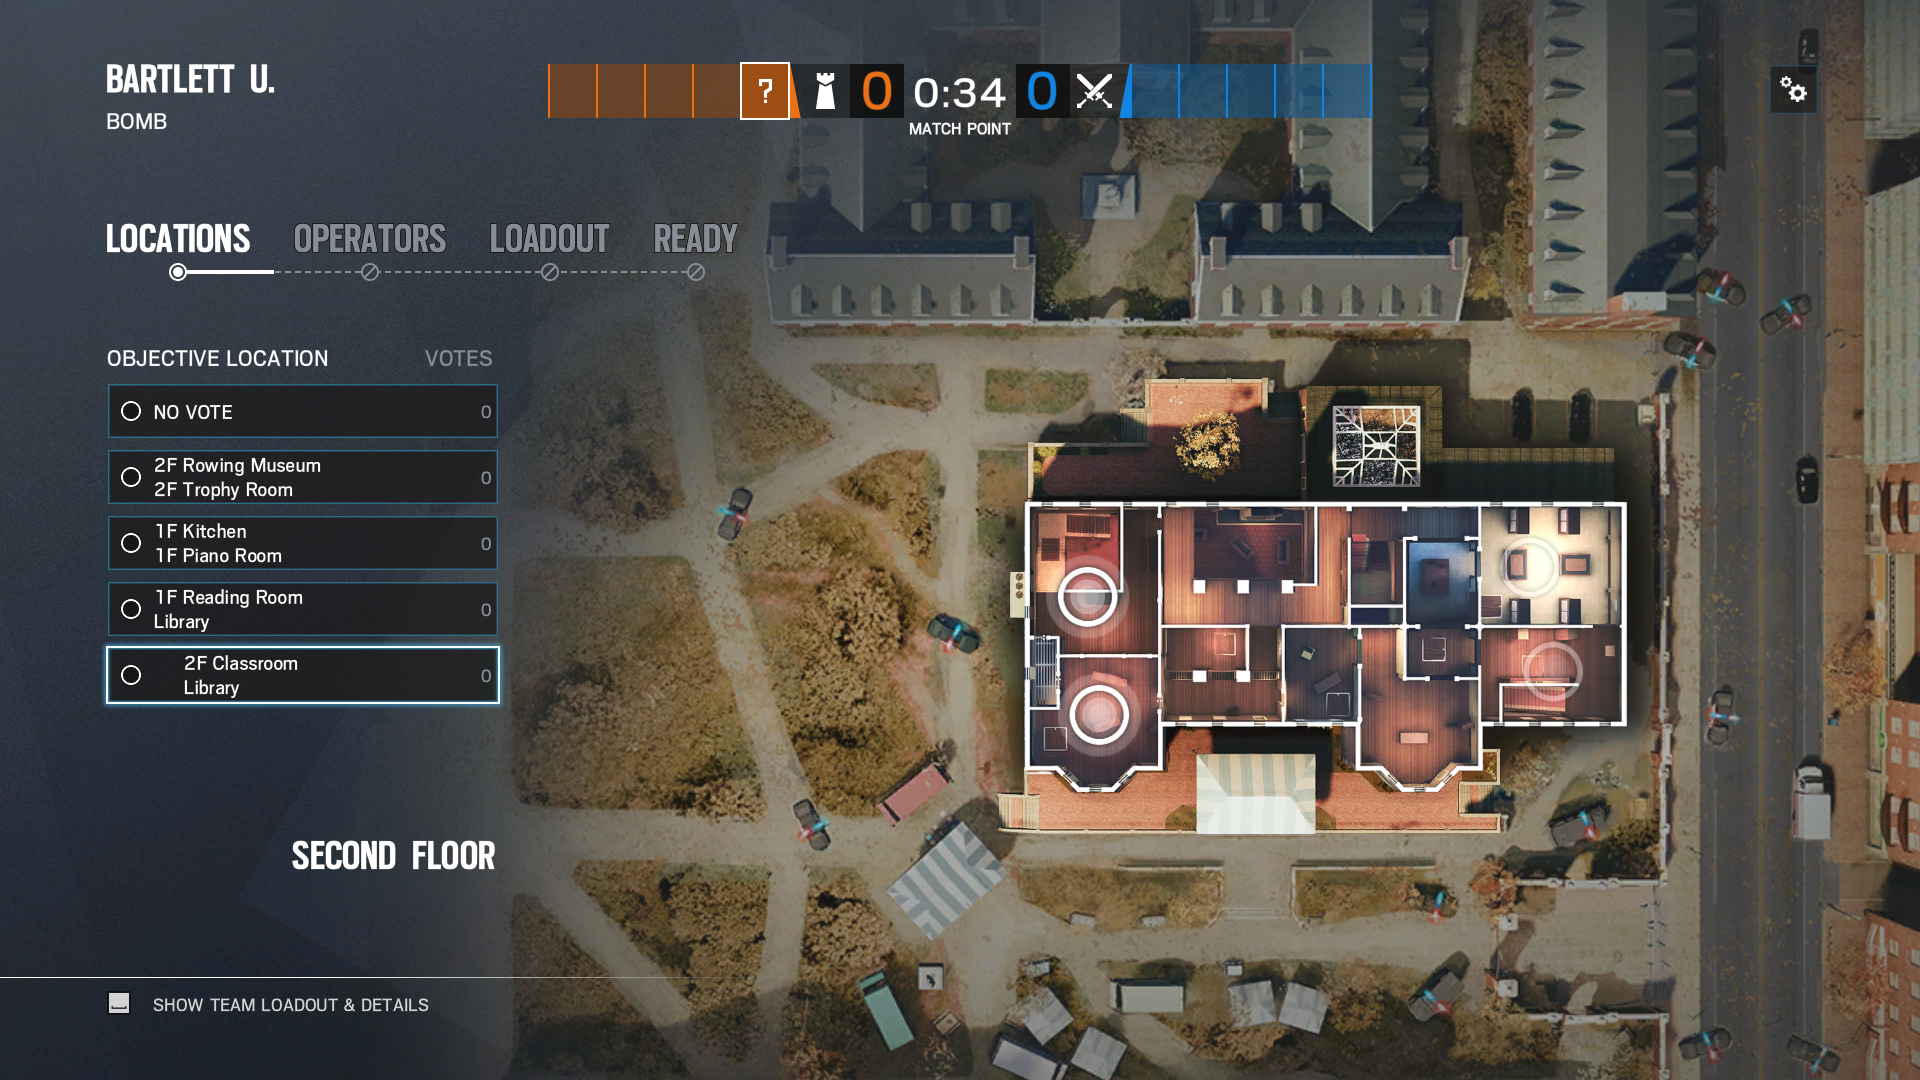 BARTLETT U.
BOMB
?
0
0:34
0
MATCH POINT
LOCATIONS
OPERATORS
LOADOUT
READY
OBJECTIVE LOCATION
VOTES
NO VOTE
0
2F Rowing Museum
2F Trophy Room
0
1F Kitchen
1F Piano Room
0
1F Reading Room
Library
0
2F Classroom
Library
0
SECOND FLOOR
SHOW TEAM LOADOUT & DETAILS